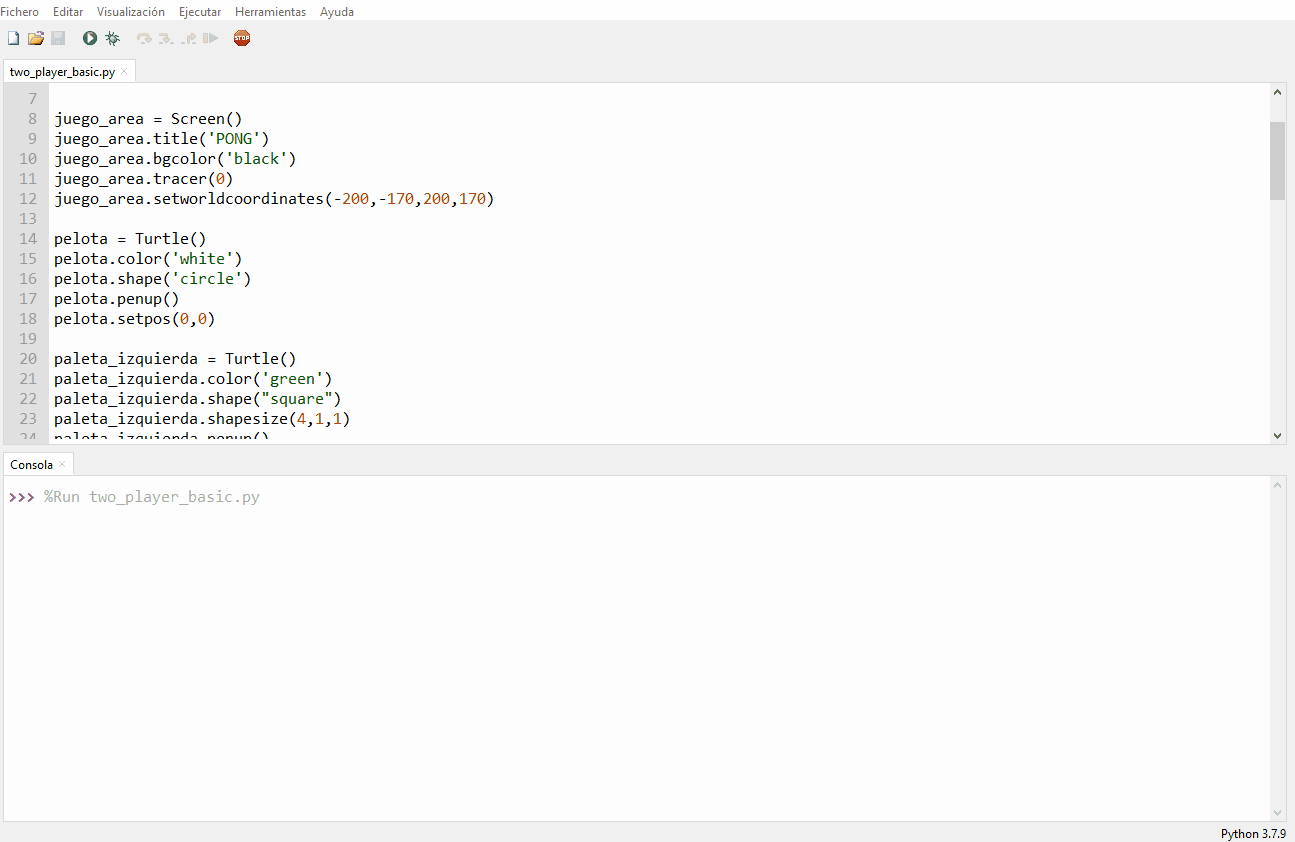 Fichero Editar Visualización Ejecutar Herramientas Ayuda
STOP
two_player_basic.py ×
7
8 juego_area = Screen()
9 juego_area.title('PONG')
10 juego_area.bgcolor('black')
11 juego_area.tracer(0)
12 juego_area.setworldcoordinates(-200,-170,200,170)
13
14 pelota = Turtle()
15 pelota.color('white')
16 pelota.shape('circle')
17 pelota.penup()
18 pelota.setpos(0,0)
19
20 paleta_izquierda = Turtle()
21 paleta_izquierda.color('green')
22 paleta_izquierda.shape("square")
23 paleta_izquierda.shapesize(4,1,1)
24 paleta_izquierda.penup()
Consola ×
>>> %Run two_player_basic.py
Python 3.7.9